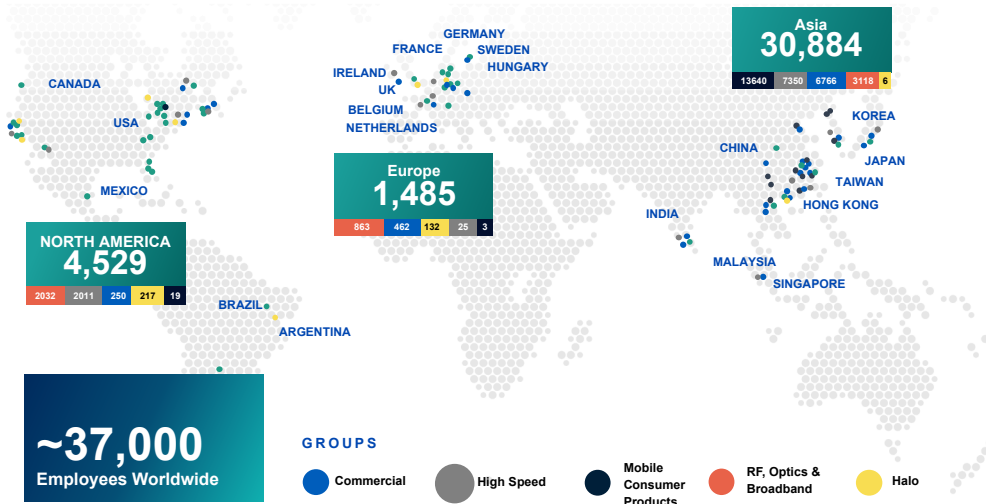 GERMANY
FRANCE
SWEDEN
HUNGARY
IRELAND
UK
BELGIUM
NETHERLANDS
Asia
30,884
13640 7350 6766 3118 6
CANADA
USA
MEXICO
KOREA
CHINA
JAPAN
TAIWAN
HONG KONG
Europe
1,485
863 462 132 25 3
INDIA
MALAYSIA
SINGAPORE
NORTH AMERICA
4,529
2032 2011 250 217 19
BRAZIL
ARGENTINA
~37,000
Employees Worldwide
GROUPS
Commercial
High Speed
Mobile
Consumer
Products
RF, Optics &
Broadband
Halo